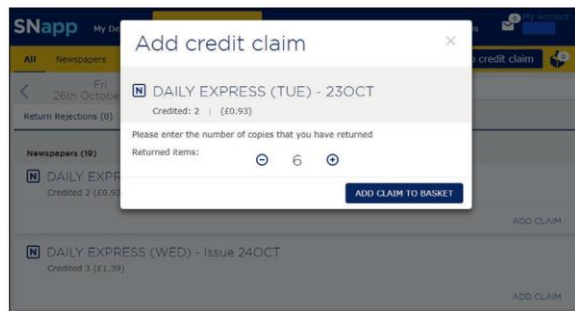 SNapp My De s My account
0
All Newspapers credit claim 0
Fri
26th Octobe
Return Rejections (0)
Newspapers (19)
N DAILY EXPR
Credited 2 (£0.93
ADD CLAIM
N DAILY EXPRESS (WED) - Issue 24OCT
Credited 3 (£1.39)
ADD CLAIM
Add credit claim ×
N DAILY EXPRESS (TUE) - 23OCT
Credited: 2 | (£0.93)
Please enter the number of copies that you have returned
Returned items: 6
ADD CLAIM TO BASKET